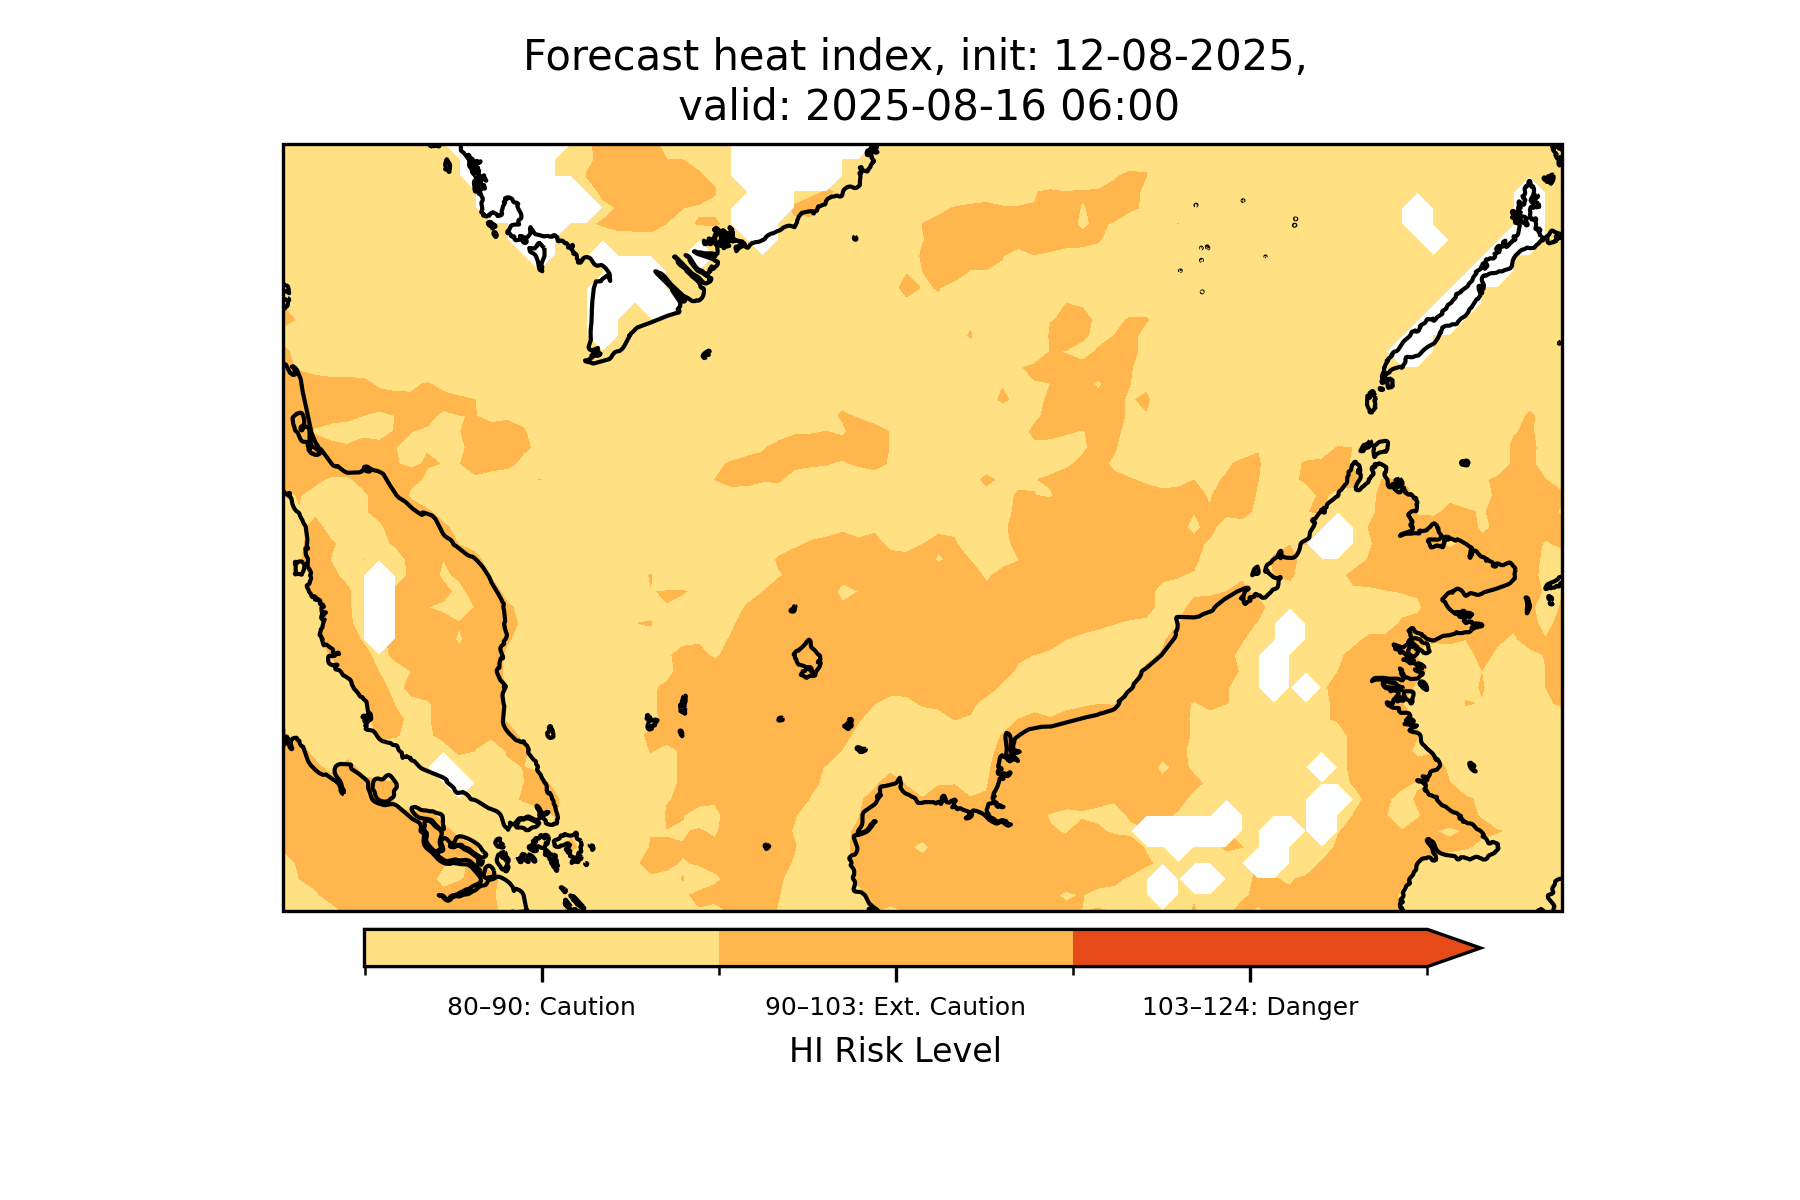 Forecast heat index, init: 12-08-2025,
valid: 2025-08-16 06:00
80–90: Caution
90–103: Ext. Caution
103–124: Danger
HI Risk Level